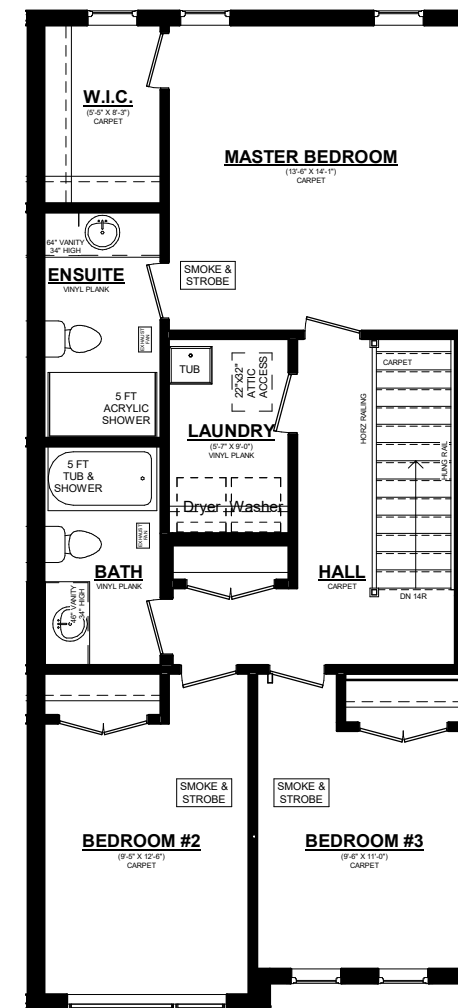 W.I.C.
(5'-5" X 8'-3")
CARPET
MASTER BEDROOM
(13'-6" X 14'-1")
CARPET
64" VANITY
34" HIGH
ENSUITE
VINYL PLANK
SMOKE &
STROBE
EXHAUST
FAN
5 FT
ACRYLIC
SHOWER
TUB
22"x32"
ATTIC
ACCESS
LAUNDRY
(5'-7" X 9'-0")
VINYL PLANK
Dryer
Washer
CARPET
HORZ RAILING
HUNG RAIL
DN 14R
5 FT
TUB &
SHOWER
EXHAUST
FAN
BATH
VINYL PLANK
46" VANITY
34" HIGH
HALL
CARPET
SMOKE &
STROBE
SMOKE &
STROBE
BEDROOM #2
(9'-5" X 12'-6")
CARPET
BEDROOM #3
(9'-6" X 11'-0")
CARPET